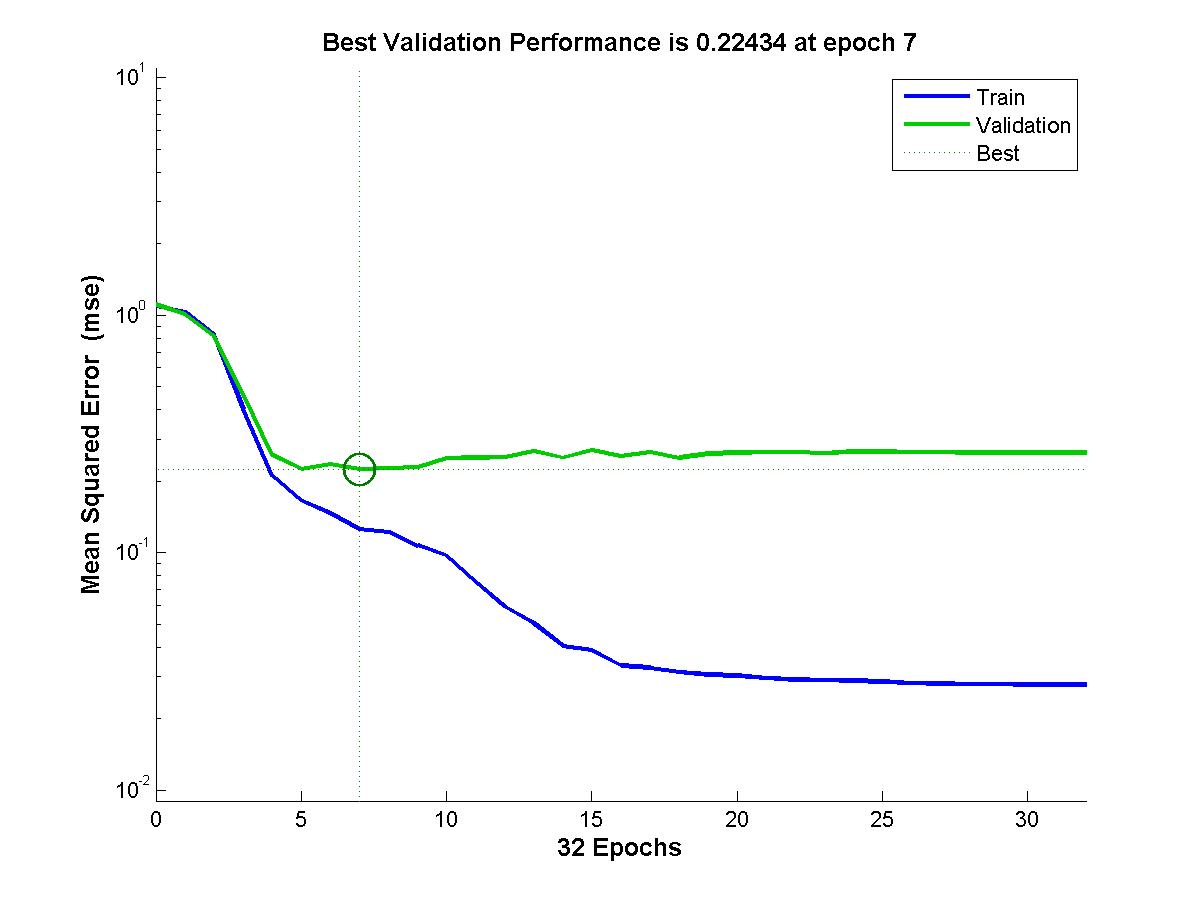 Best Validation Performance is 0.22434 at epoch 7
Train
Validation
Best
Mean Squared Error (mse)
10^1
10^0
10^-1
10^-2
0 5 10 15 20 25 30
32 Epochs